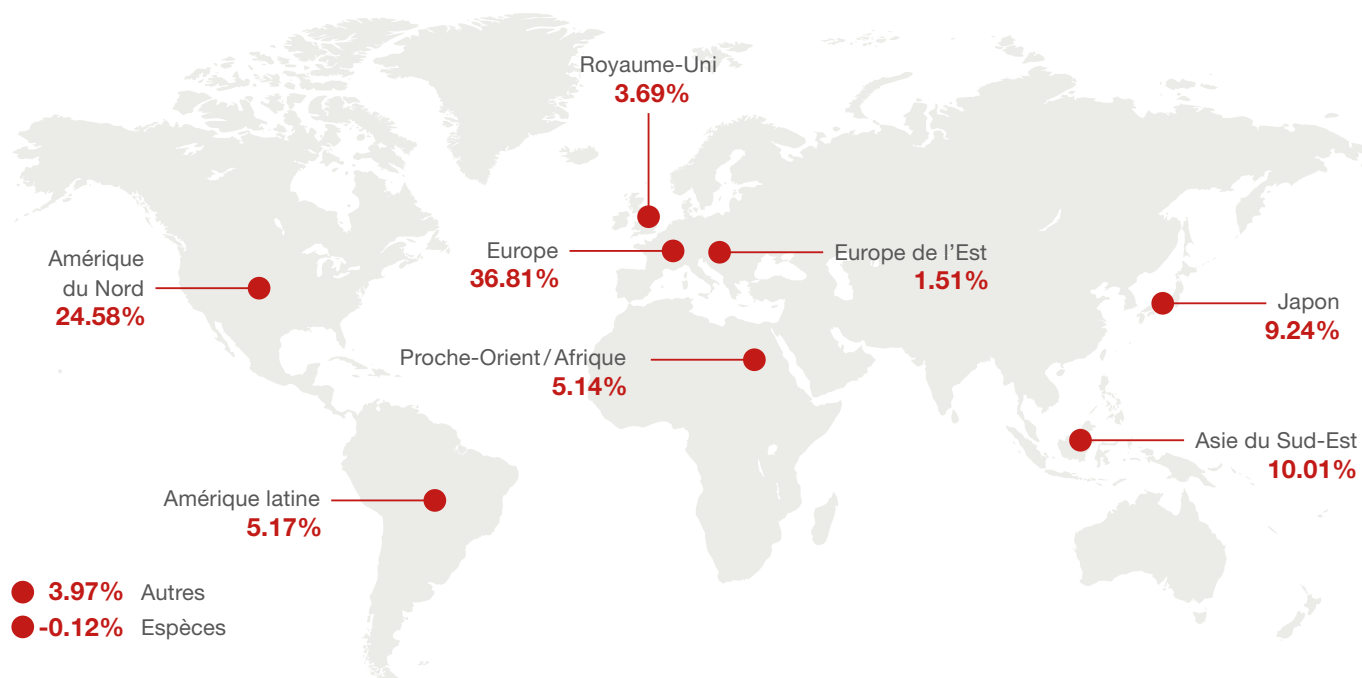 Royaume-Uni
3.69%
Europe
36.81%
Europe de l’Est
1.51%
Amérique
du Nord
24.58%
Japon
9.24%
Proche-Orient / Afrique
5.14%
Asie du Sud-Est
10.01%
Amérique latine
5.17%
3.97% Autres
-0.12% Espèces